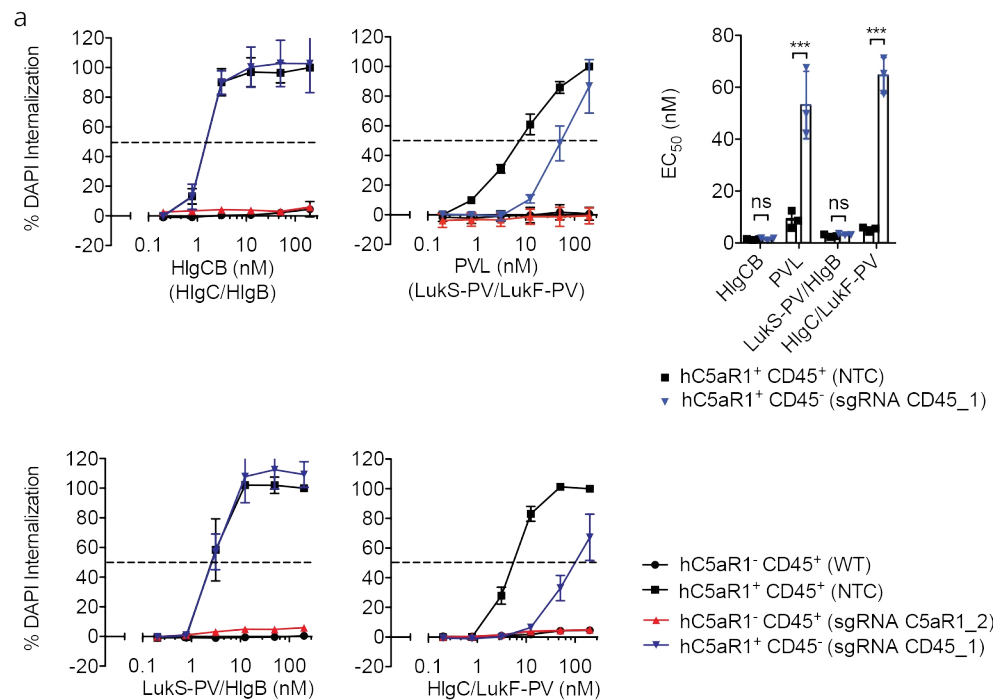 a
% DAPI Internalization
120
100
80
60
40
20
0
-20
0.1 1 10 100
HlgCB (nM)
(HlgC/HlgB)
120
100
80
60
40
20
0
-20
0.1 1 10 100
PVL (nM)
(LukS-PV/LukF-PV)
EC50 (nM)
80
60
40
20
0
ns
***
ns
***
HlgCB
PVL
LukS-PV/HlgB
HlgC/LukF-PV
hC5aR1+ CD45+ (NTC)
hC5aR1+ CD45- (sgRNA CD45_1)
% DAPI Internalization
120
100
80
60
40
20
0
-20
0.1 1 10 100
LukS-PV/HlgB (nM)
120
100
80
60
40
20
0
-20
0.1 1 10 100
HlgC/LukF-PV (nM)
hC5aR1- CD45+ (WT)
hC5aR1+ CD45+ (NTC)
hC5aR1- CD45+ (sgRNA C5aR1_2)
hC5aR1+ CD45- (sgRNA CD45_1)